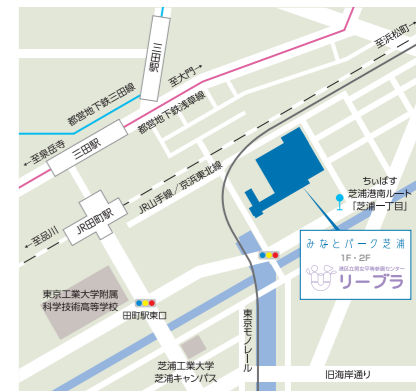 三田駅
都営地下鉄三田線
至大門→
至浜松町→
都営地下鉄浅草線
←至泉岳寺
三田駅
JR山手線/京浜東北線
JR田町駅
←至品川
ちぃばす
芝浦港南ルート
「芝浦一丁目」
みなとパーク芝浦
1F・2F
港区立男女平等参画センター
リーブラ
東京工業大学附属
科学技術高等学校
田町駅東口
東京モノレール
芝浦工業大学
芝浦キャンパス
旧海岸通り